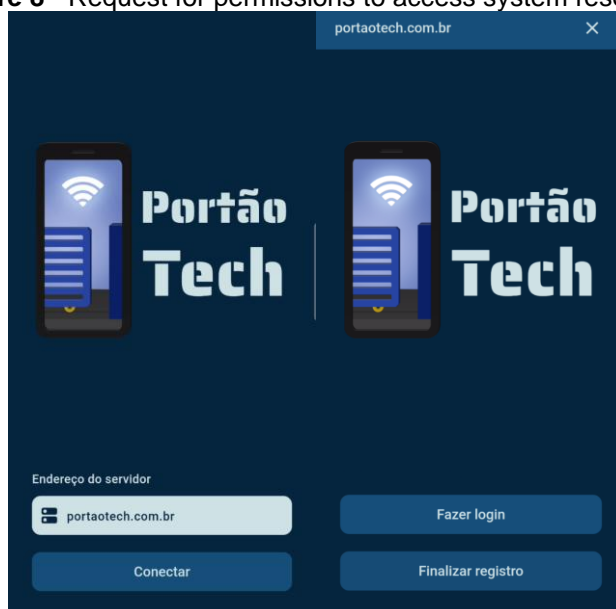 Request for permissions to access system
portaotech.com.br
Portão
Tech
Portão
Tech
Endereço do servidor
portaotech.com.br
Conectar
Fazer login
Finalizar registro